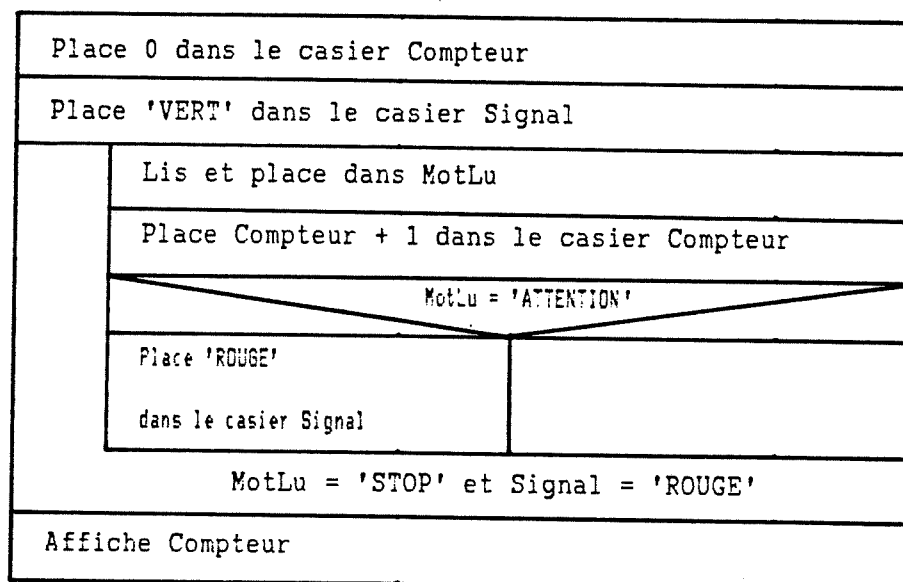 Place 0 dans le casier Compteur
Place 'VERT' dans le casier Signal
Lis et place dans MotLu
Place Compteur + 1 dans le casier Compteur
MotLu = 'ATTENTION'
Place 'ROUGE'
dans le casier Signal
MotLu = 'STOP' et Signal = 'ROUGE'
Affiche Compteur